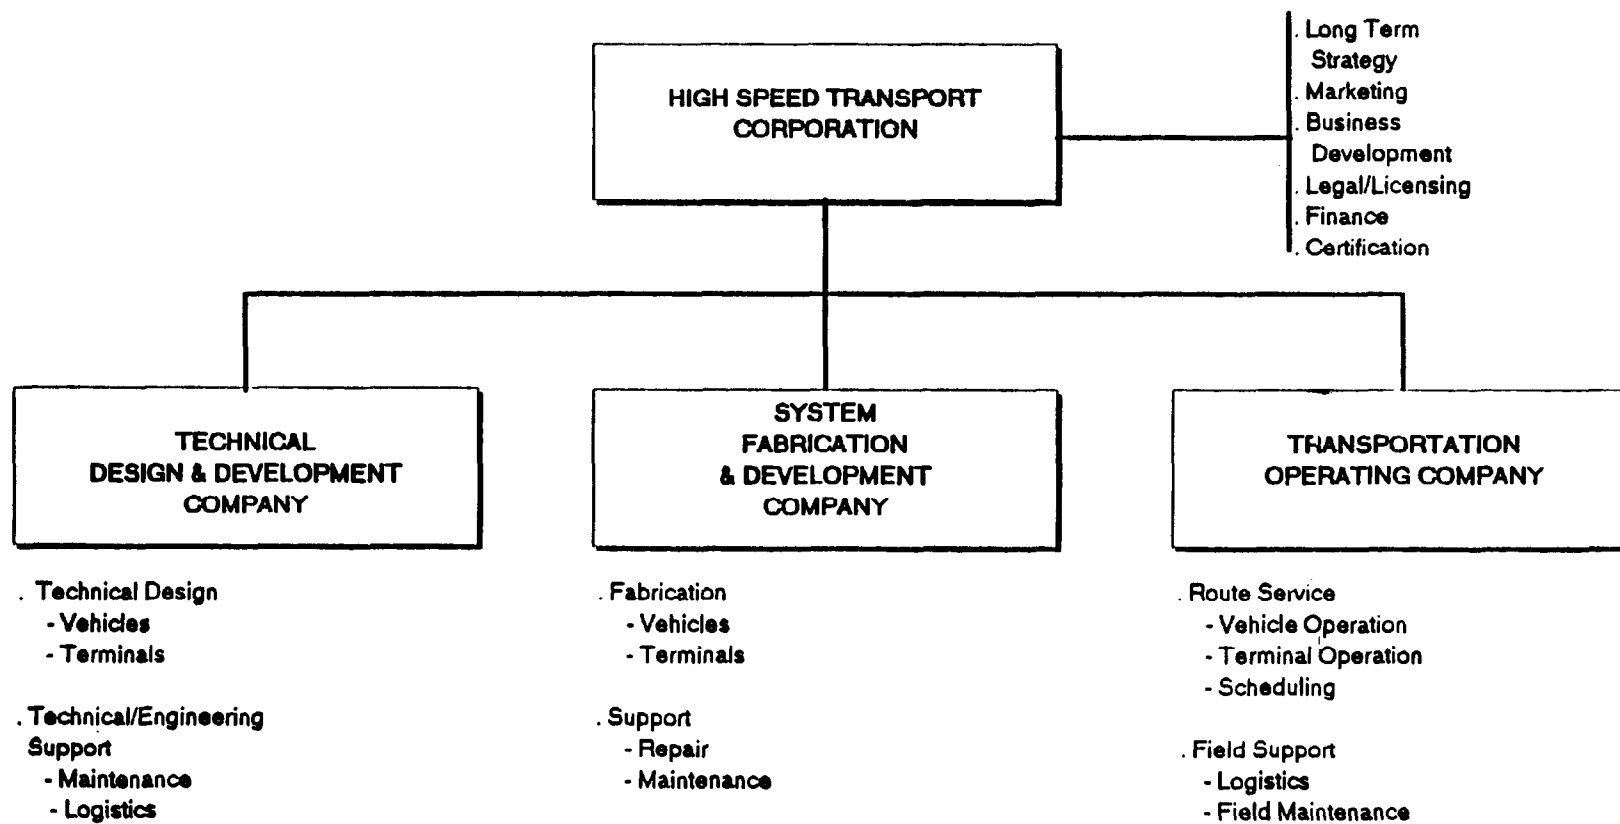 HIGH SPEED TRANSPORT
CORPORATION
. Long Term
Strategy
. Marketing
. Business
Development
. Legal/Licensing
. Finance
. Certification
TECHNICAL
DESIGN & DEVELOPMENT
COMPANY
. Technical Design
- Vehicles
- Terminals
. Technical/Engineering
Support
- Maintenance
- Logistics
SYSTEM
FABRICATION
& DEVELOPMENT
COMPANY
. Fabrication
- Vehicles
- Terminals
. Support
- Repair
- Maintenance
TRANSPORTATION
OPERATING COMPANY
. Route Service
- Vehicle Operation
- Terminal Operation
- Scheduling
. Field Support
- Logistics
- Field Maintenance